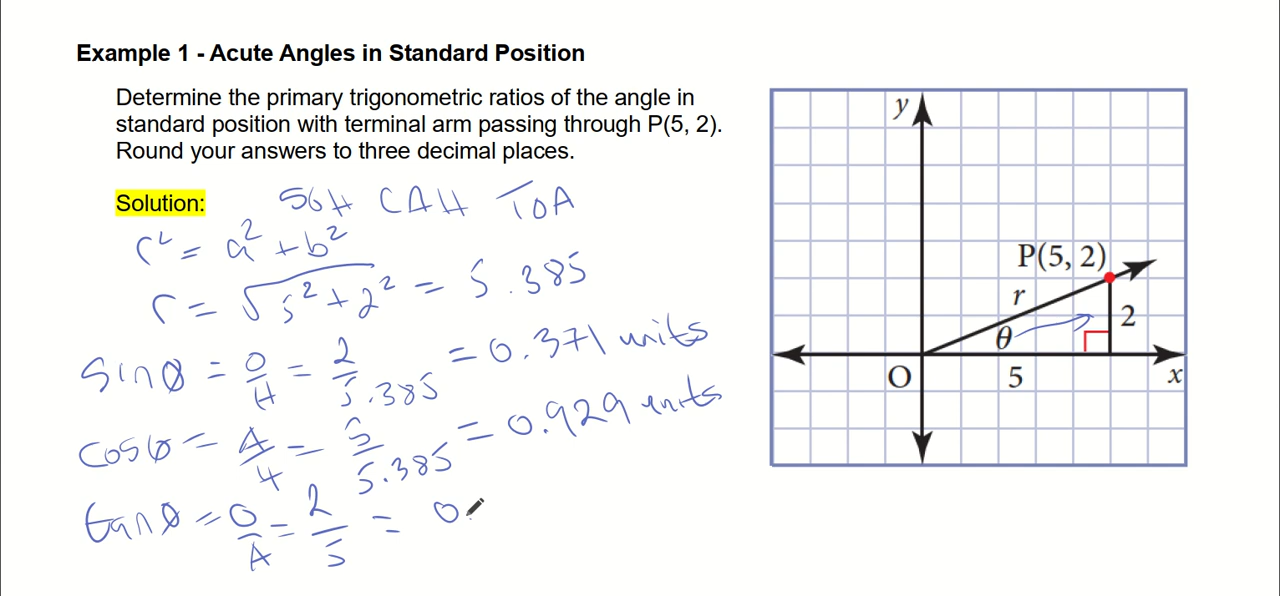 Example 1 - Acute Angles in Standard Position
Determine the primary trigonometric ratios of the angle in
standard position with terminal arm passing through P(5, 2).
Round your answers to three decimal places.
Solution:
SOH CAH TOA
r² = a² + b²
r = √5² + 2² = 5.385
sinθ = O/H = 2/5.385 = 0.371 units
cosθ = A/H = 5/5.385 = 0.929 units
tanθ = O/A = 2/5 = 0
y
P(5, 2)
r
2
θ
O
5
x